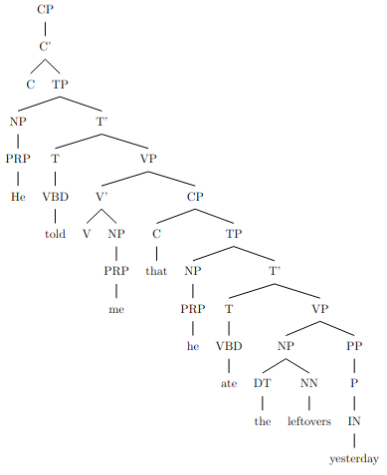 CP
C'
C TP
NP T'
PRP T VP
He VBD V' CP
told V NP C TP
PRP that NP T'
me PRP T VP
he VBD NP PP
ate DT NN P
the leftovers IN
yesterday